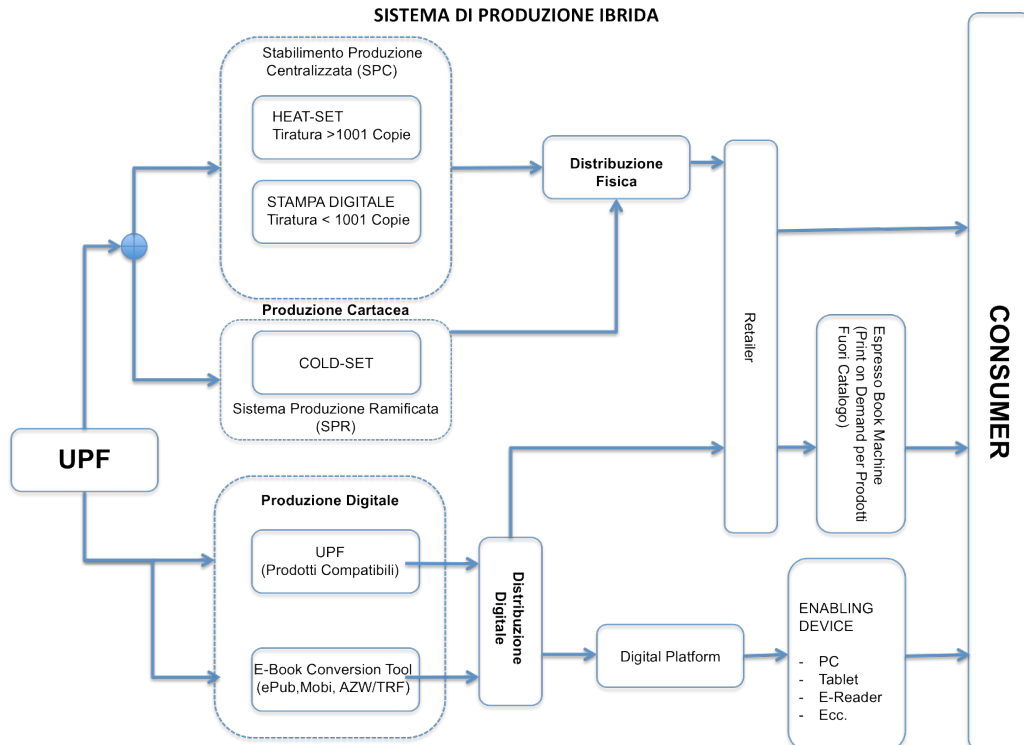 SISTEMA DI PRODUZIONE IBRIDA
Stabilimento Produzione
Centralizzata (SPC)
HEAT-SET
Tiratura >1001 Copie
STAMPA DIGITALE
Tiratura < 1001 Copie
Produzione Cartacea
COLD-SET
Sistema Produzione Ramificata
(SPR)
UPF
Produzione Digitale
UPF
(Prodotti Compatibili)
E-Book Conversion Tool
(ePub,Mobi, AZW/TRF)
Distribuzione
Fisica
Distribuzione
Digitale
Retailer
Digital Platform
Espresso Book Machine
(Print on Demand per Prodotti
Fuori Catalogo)
ENABLING
DEVICE
- PC
- Tablet
- E-Reader
- Ecc.
CONSUMER